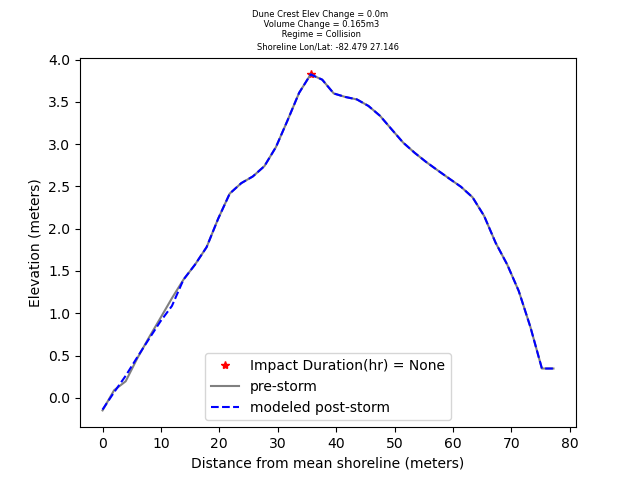 Dune Crest Elev Change = 0.0m
Volume Change = 0.165m3
Regime = Collision
Shoreline Lon/Lat: -82.479 27.146
4.0
3.5
3.0
2.5
2.0
1.5
1.0
0.5
0.0
Elevation (meters)
Impact Duration(hr) = None
pre-storm
modeled post-storm
0 10 20 30 40 50 60 70 80
Distance from mean shoreline (meters)